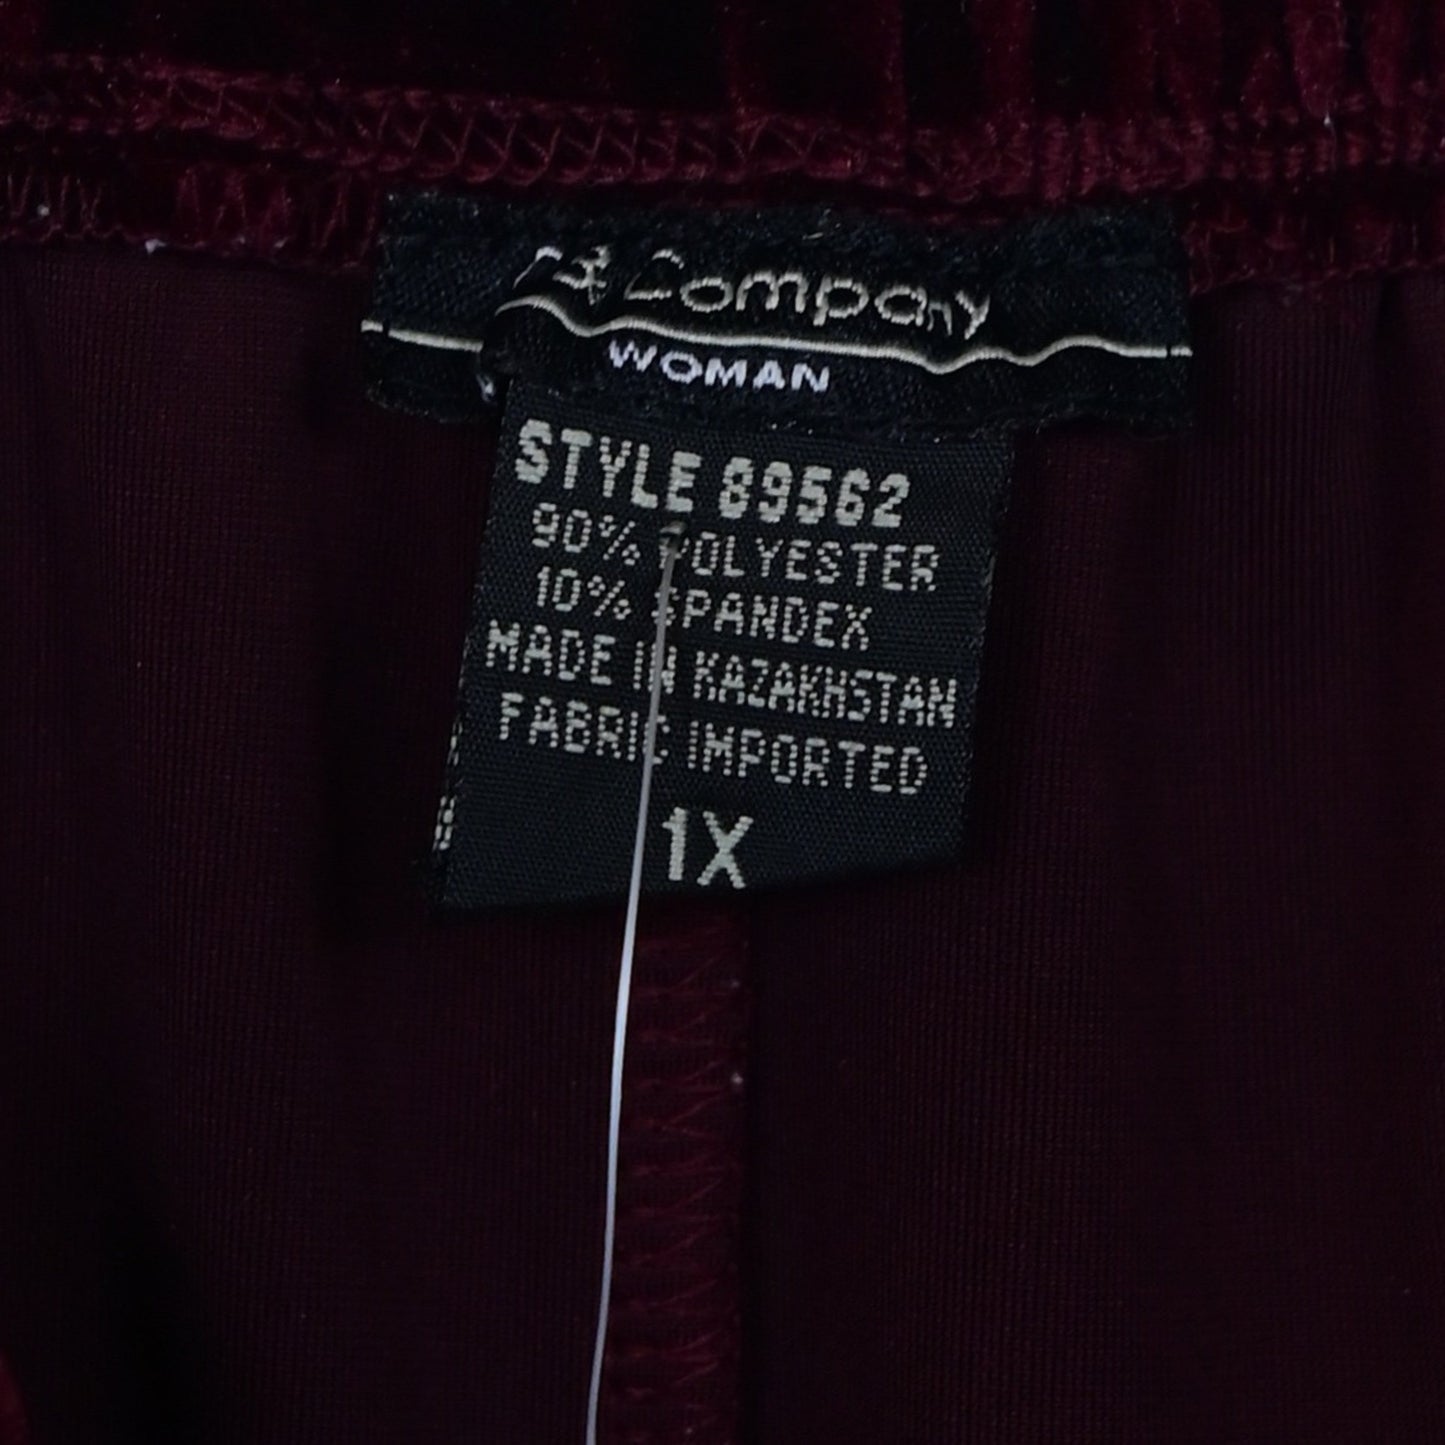 & Company
WOMAN
STYLE 89562
90% POLYESTER
10% SPANDEX
MADE IN KAZAKHSTAN
FABRIC IMPORTED
1X